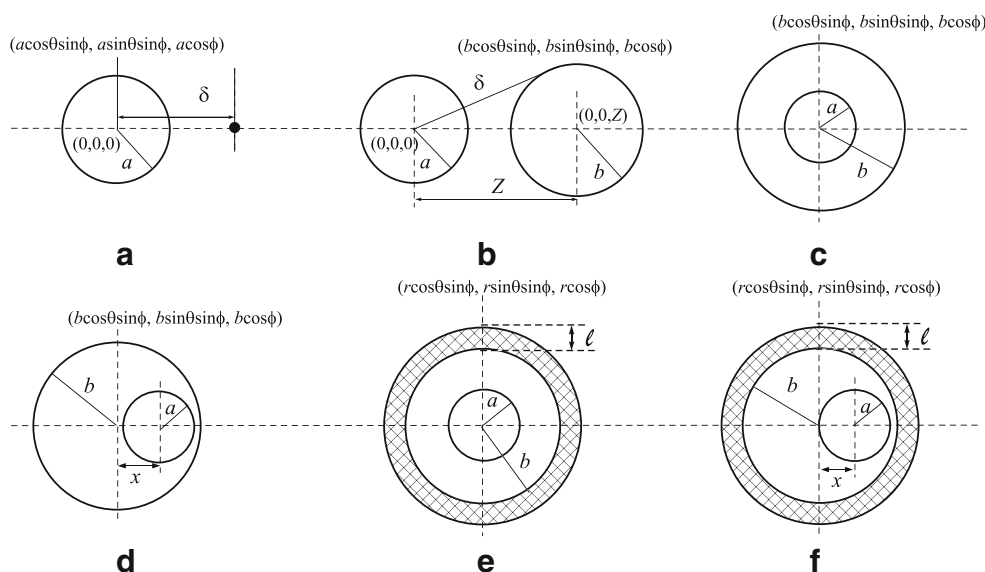 (acosθsinϕ, asinθsinϕ, acosϕ)
δ
(0,0,0)
a
a
(bcosθsinϕ, bsinθsinϕ, bcosϕ)
δ
(0,0,0)
a
(0,0,Z)
b
Z
b
(bcosθsinϕ, bsinθsinϕ, bcosϕ)
a
b
c
(bcosθsinϕ, bsinθsinϕ, bcosϕ)
b
a
x
d
(rcosθsinϕ, rsinθsinϕ, rcosϕ)
ℓ
a
b
e
(rcosθsinϕ, rsinθsinϕ, rcosϕ)
ℓ
b
a
x
f